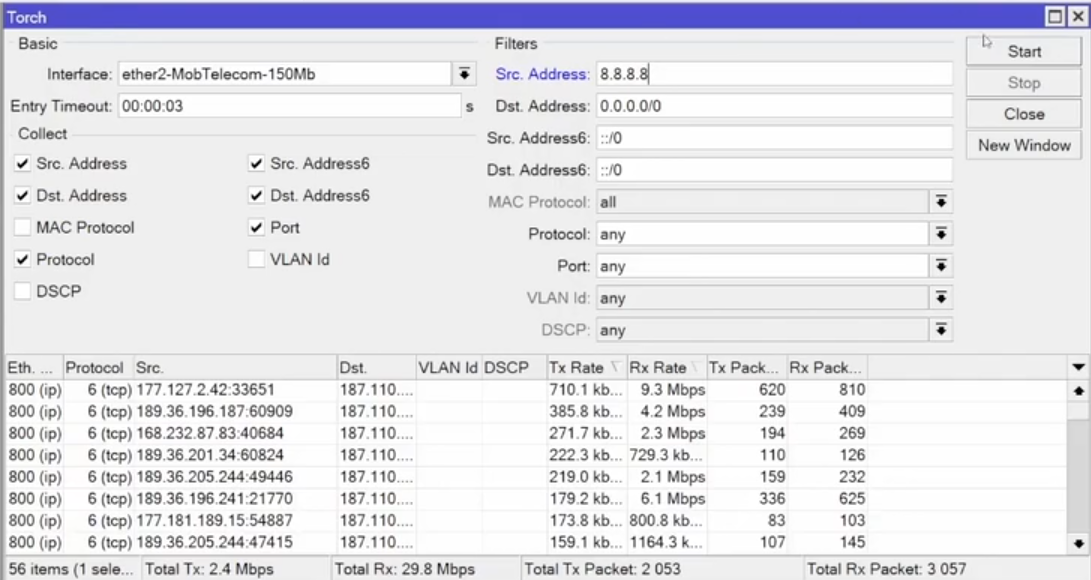 Torch
Basic
Interface: ether2-MobTelecom-150Mb
Entry Timeout: 00:00:03 s
Collect
Src. Address Src. Address6
Dst. Address Dst. Address6
MAC Protocol Port
Protocol VLAN Id
DSCP
Filters
Src. Address: 8.8.8.8
Dst. Address: 0.0.0.0/0
Src. Address6: ::/0
Dst. Address6: ::/0
MAC Protocol: all
Protocol: any
Port: any
VLAN Id: any
DSCP: any
Start
Stop
Close
New Window
Eth. ... Protocol Src. Dst. VLAN Id DSCP Tx Rate Rx Rate Tx Pack... Rx Pack...
800 (ip) 6 (tcp) 177.127.2.42:33651 187.110.... 710.1 kb... 9.3 Mbps 620 810
800 (ip) 6 (tcp) 189.36.196.187:60909 187.110.... 385.8 kb... 4.2 Mbps 239 409
800 (ip) 6 (tcp) 168.232.87.83:40684 187.110.... 271.7 kb... 2.3 Mbps 194 269
800 (ip) 6 (tcp) 189.36.201.34:60824 187.110.... 222.3 kb... 729.3 kb... 110 126
800 (ip) 6 (tcp) 189.36.205.244:49446 187.110.... 219.0 kb... 2.1 Mbps 159 232
800 (ip) 6 (tcp) 189.36.196.241:21770 187.110.... 179.2 kb... 6.1 Mbps 336 625
800 (ip) 6 (tcp) 177.181.189.15:54887 187.110.... 173.8 kb... 800.8 kb... 83 103
800 (ip) 6 (tcp) 189.36.205.244:47415 187.110.... 159.1 kb... 1164.3 k... 107 145
56 items (1 sele... Total Tx: 2.4 Mbps Total Rx: 29.8 Mbps Total Tx Packet: 2 053 Total Rx Packet: 3 057